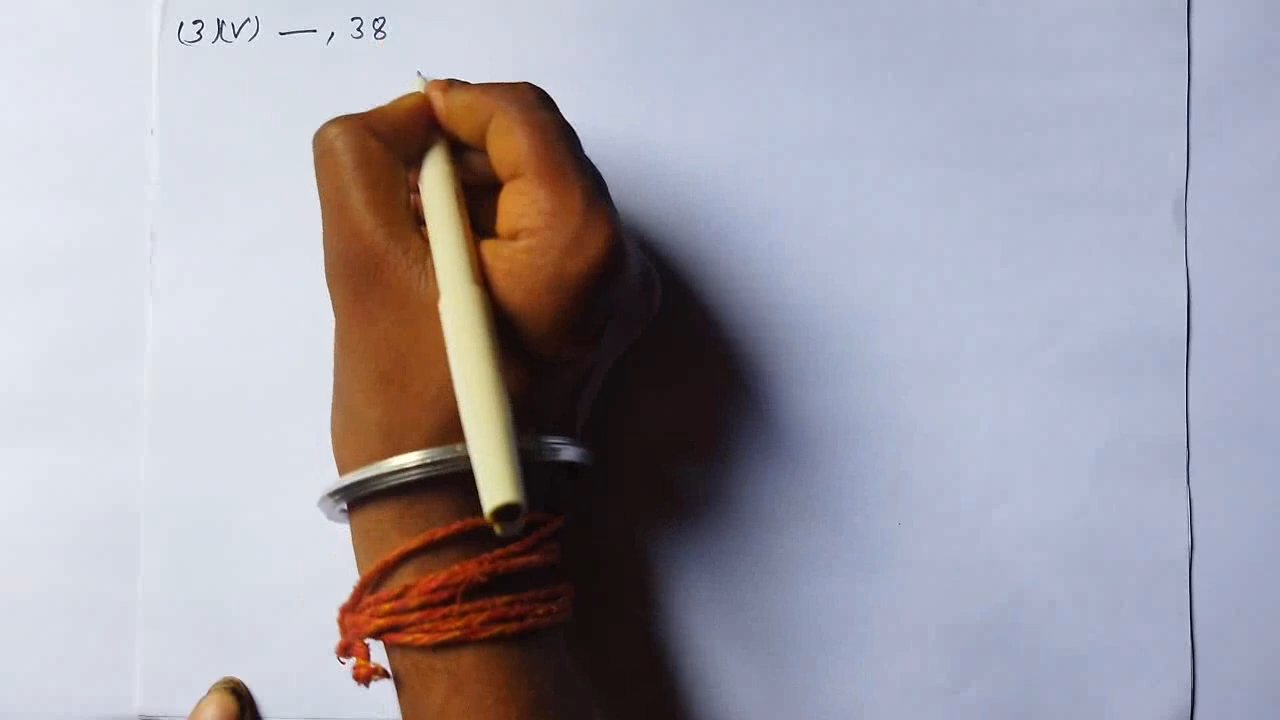 (3)(V) — , 38